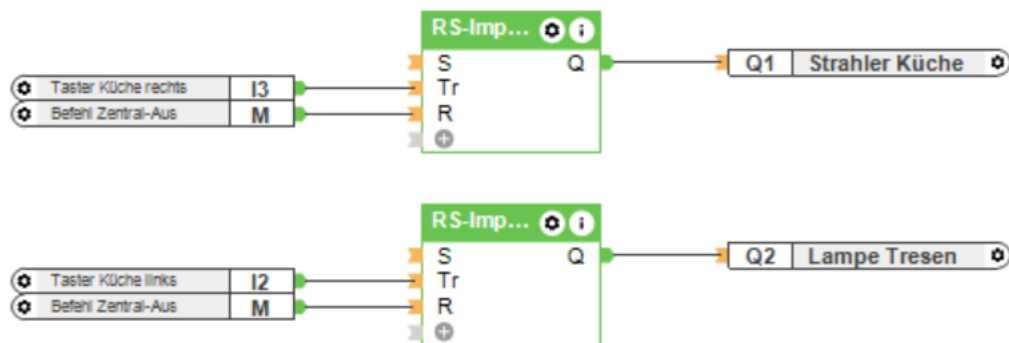 RS-Imp...
S Q
Q1 Strahler Küche
Taster Küche rechts I3
Tr
Befehl Zentral-Aus M
R
RS-Imp...
S Q
Q2 Lampe Tresen
Taster Küche links I2
Tr
Befehl Zentral-Aus M
R